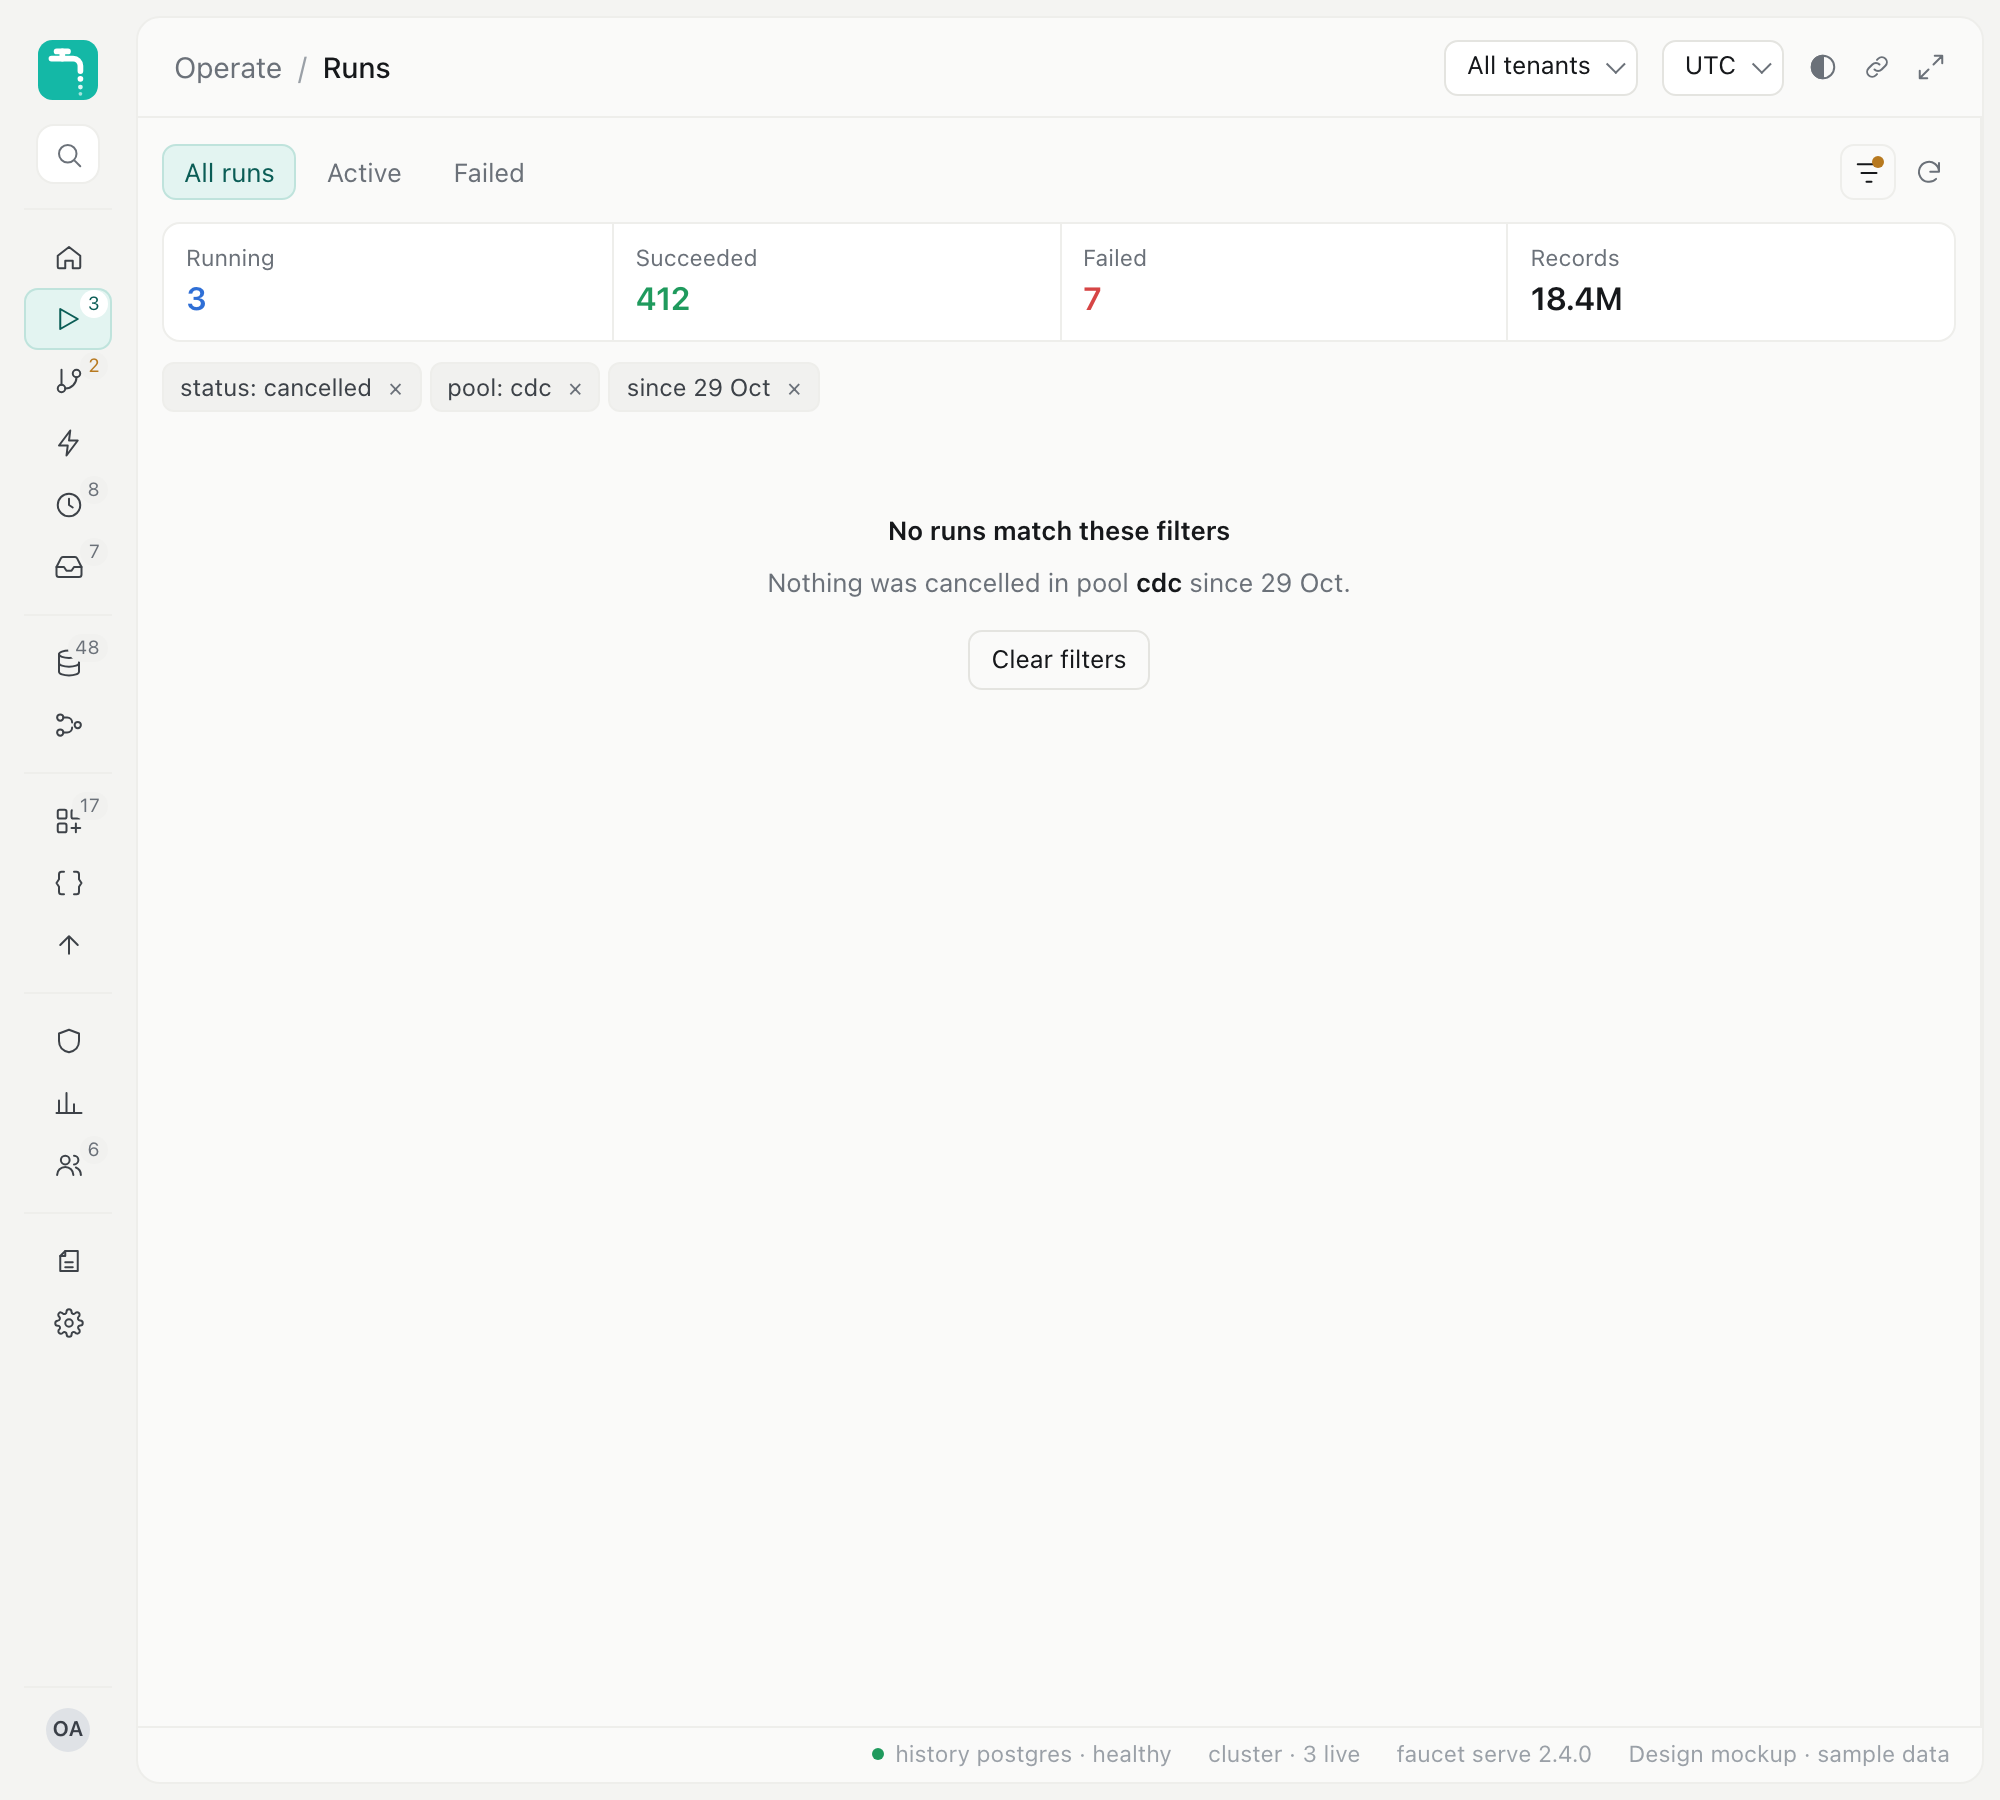 Operate / Runs
All tenants
UTC
All runs
Active
Failed
Running
3
Succeeded
412
Failed
7
Records
18.4M
status: cancelled ×
pool: cdc ×
since 29 Oct ×
No runs match these filters
Nothing was cancelled in pool cdc since 29 Oct.
Clear filters
3
2
8
7
48
17
6
OA
history postgres · healthy
cluster · 3 live
faucet serve 2.4.0
Design mockup · sample data